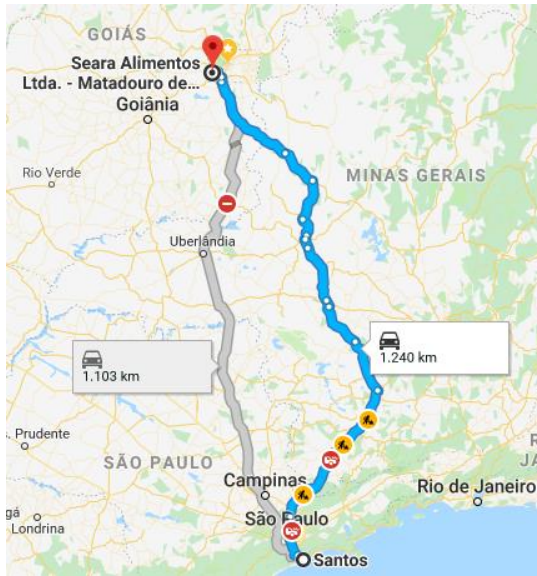 GOIÁS
Seara Alimentos
Ltda. - Matadouro de...
Goiânia
Rio Verde
MINAS GERAIS
Uberlândia
1.240 km
1.103 km
. Prudente
SÃO PAULO
Campinas
Rio de Janeiro
São Paulo
Londrina
Santos